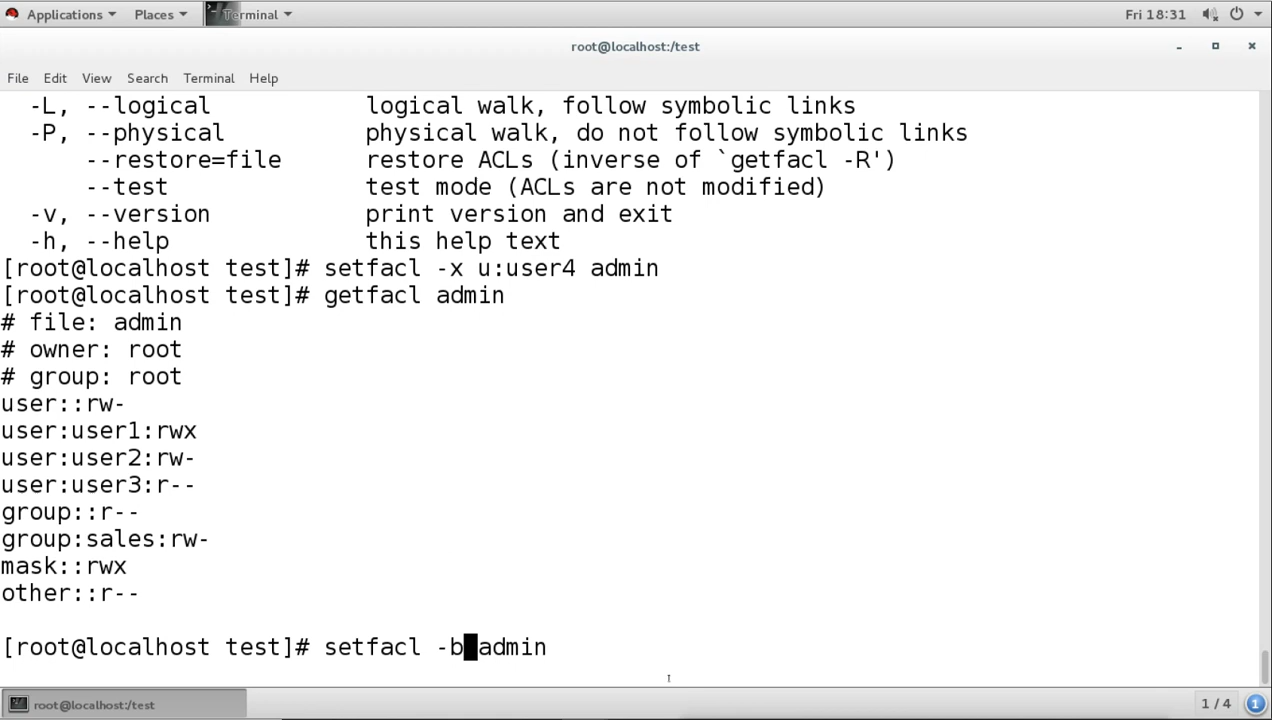 Applications Places Terminal Fri 18:31
root@localhost:/test
File Edit View Search Terminal Help
-L, --logical logical walk, follow symbolic links
-P, --physical physical walk, do not follow symbolic links
--restore=file restore ACLs (inverse of `getfacl -R')
--test test mode (ACLs are not modified)
-v, --version print version and exit
-h, --help this help text
[root@localhost test]# setfacl -x u:user4 admin
[root@localhost test]# getfacl admin
# file: admin
# owner: root
# group: root
user::rw-
user:user1:rwx
user:user2:rw-
user:user3:r--
group::r--
group:sales:rw-
mask::rwx
other::r--
[root@localhost test]# setfacl -b admin
root@localhost:/test 1 / 4 1